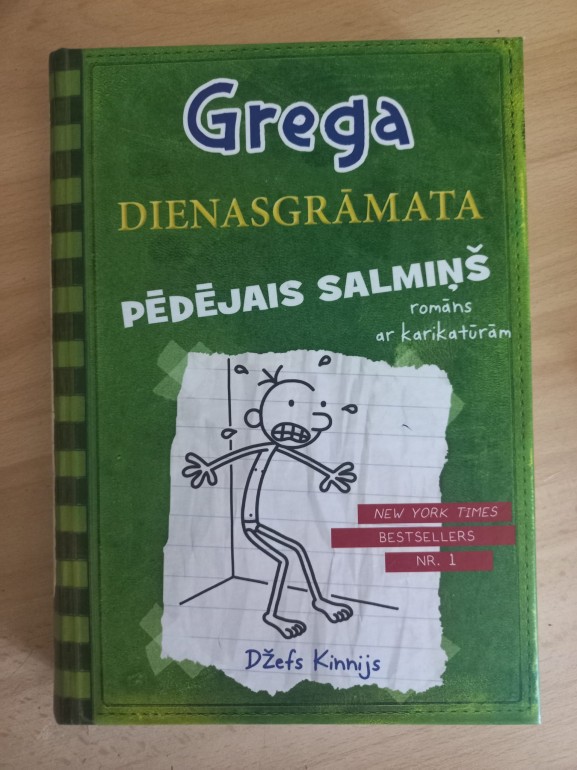 Grega
DIENASGRĀMATA
PĒDĒJAIS SALMIŅŠ
romāns
ar karikatūrām
NEW YORK TIMES
BESTSELLERS
NR. 1
Džefs Kinnijs